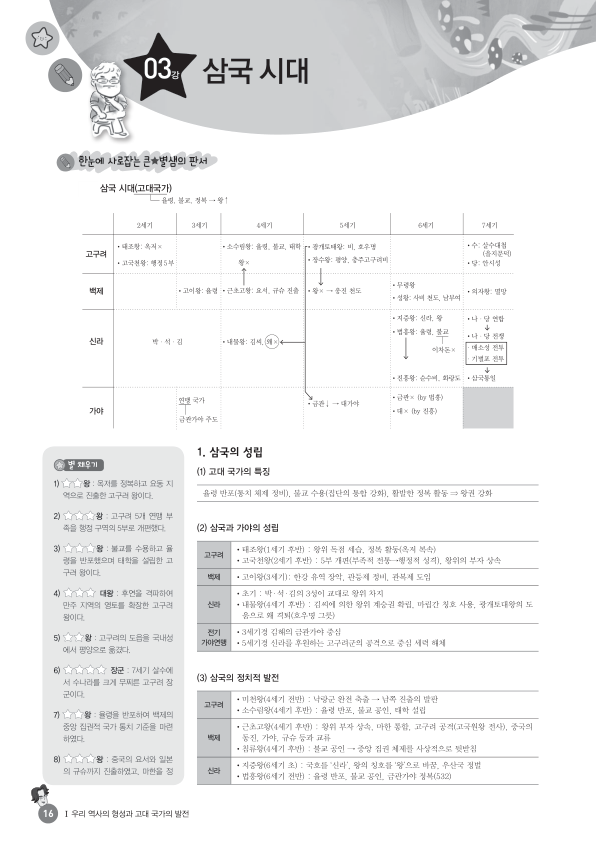 03강 삼국 시대
한눈에 사로잡는 큰★별샘의 판서
삼국 시대(고대국가)
율령, 불교, 정복 → 왕↑
2세기 3세기 4세기 5세기 6세기 7세기
고구려
• 태조왕: 옥저×
• 고국천왕: 행정 5부
• 소수림왕: 율령, 불교, 태학
왕×
• 광개토태왕: 비, 호우명
• 장수왕: 평양, 충주고구려비
• 수: 살수대첩
(을지문덕)
• 당: 안시성
백제
• 고이왕: 율령
• 근초고왕: 요서, 규슈 진출
• 왕× → 웅진 천도
• 무령왕
• 성왕: 사비 천도, 남부여
• 의자왕: 멸망
신라
박·석·김
• 내물왕: 김씨, 왜×
• 지증왕: 신라, 왕
• 법흥왕: 율령, 불교
이차돈×
• 진흥왕: 순수비, 화랑도
• 나·당 연합
• 나·당 전쟁
· 매소성 전투
· 기벌포 전투
• 삼국통일
가야
연맹 국가
금관가야 주도
• 금관↓ → 대가야
• 금관× (by 법흥)
• 대× (by 진흥)
별 채우기
1) ☆☆왕 : 옥저를 정복하고 요동 지
역으로 진출한 고구려 왕이다.
2) ☆☆☆왕 : 고구려 5개 연맹 부
족을 행정 구역의 5부로 개편했다.
3) ☆☆☆왕 : 불교를 수용하고 율
령을 반포했으며 태학을 설립한 고
구려 왕이다.
4) ☆☆☆☆ 대왕 : 후연을 격파하여
만주 지역의 영토를 확장한 고구려
왕이다.
5) ☆☆왕 : 고구려의 도읍을 국내성
에서 평양으로 옮겼다.
6) ☆☆☆☆ 장군 : 7세기 살수에
서 수나라를 크게 무찌른 고구려 장
군이다.
7) ☆☆왕 : 율령을 반포하여 백제의
중앙 집권적 국가 통치 기준을 마련
하였다.
8) ☆☆☆왕 : 중국의 요서와 일본
의 규슈까지 진출하였고, 마한을 정
1. 삼국의 성립
(1) 고대 국가의 특징
율령 반포(통치 체제 정비), 불교 수용(집단의 통합 강화), 활발한 정복 활동 ⇒ 왕권 강화
(2) 삼국과 가야의 성립
고구려
• 태조왕(1세기 후반) : 왕위 독점 세습, 정복 활동(옥저 복속)
• 고국천왕(2세기 후반) : 5부 개편(부족적 전통→행정적 성격), 왕위의 부자 상속
백제
• 고이왕(3세기): 한강 유역 장악, 관등제 정비, 관복제 도입
신라
• 초기 : 박·석·김의 3성이 교대로 왕위 차지
• 내물왕(4세기 후반) : 김씨에 의한 왕위 계승권 확립, 마립간 칭호 사용, 광개토대왕의 도
움으로 왜 격퇴(호우명 그릇)
전기
가야연맹
• 3세기경 김해의 금관가야 중심
• 5세기경 신라를 후원하는 고구려군의 공격으로 중심 세력 해체
(3) 삼국의 정치적 발전
고구려
• 미천왕(4세기 전반) : 낙랑군 완전 축출 → 남쪽 진출의 발판
• 소수림왕(4세기 후반) : 율령 반포, 불교 공인, 태학 설립
백제
• 근초고왕(4세기 후반) : 왕위 부자 상속, 마한 통합, 고구려 공격(고국원왕 전사), 중국의
동진, 가야, 규슈 등과 교류
• 침류왕(4세기 후반) : 불교 공인 → 중앙 집권 체제를 사상적으로 뒷받침
신라
• 지증왕(6세기 초) : 국호를 '신라', 왕의 칭호를 '왕'으로 바꿈, 우산국 정벌
• 법흥왕(6세기 전반) : 율령 반포, 불교 공인, 금관가야 정복(532)
16 Ⅰ 우리 역사의 형성과 고대 국가의 발전